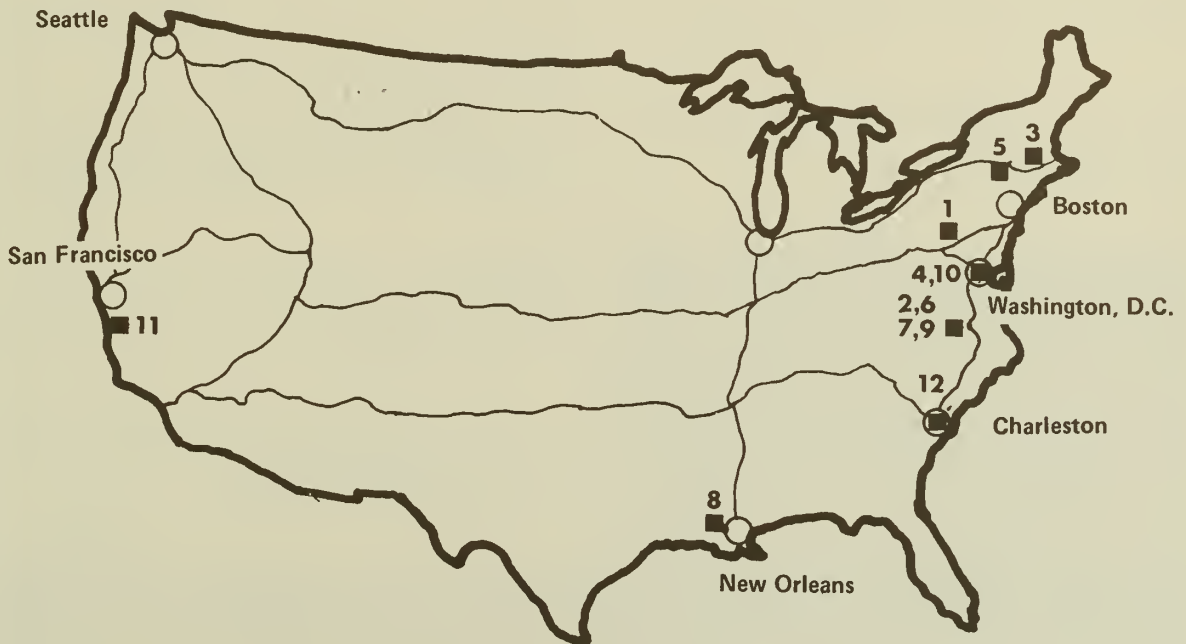 Seattle
3
5
1
Boston
San Francisco
4,10
2,6
Washington, D.C.
7,9
11
12
Charleston
8
New Orleans